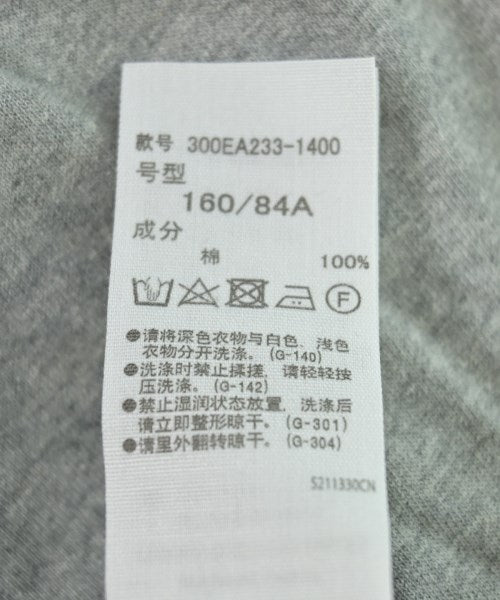 款号 300EA233-1400
号型
160/84A
成分
棉 100%
F
●请将深色衣物与白色，浅色
衣物分开洗涤。(G-140)
●洗涤时禁止揉搓，请轻轻按
压洗涤。(G-142)
●禁止湿润状态放置，洗涤后
请立即整形晾干。(G-301)
●请里外翻转晾干。(G-304)
S211330CN